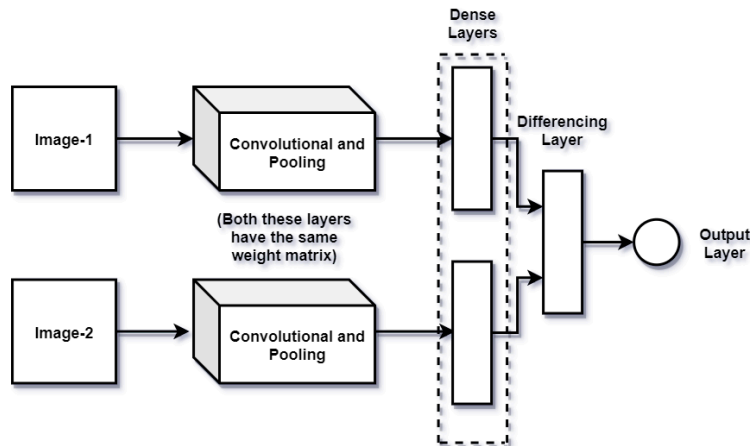 Dense
Layers
Differencing
Layer
Image-1
Convolutional and
Pooling
(Both these layers
have the same
weight matrix)
Output
Layer
Image-2
Convolutional and
Pooling